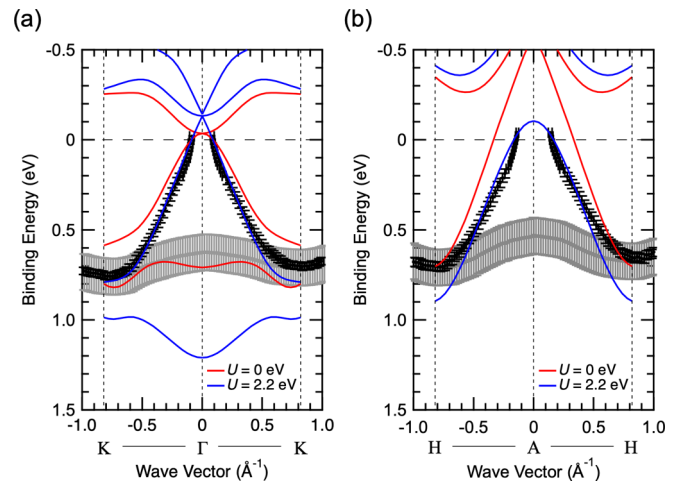 (a)
-0.5
0
0.5
1.0
1.5
Binding Energy (eV)
U = 0 eV
U = 2.2 eV
-1.0 -0.5 0 0.5 1.0
K Γ K
Wave Vector (Å⁻¹)
(b)
-0.5
0
0.5
1.0
1.5
Binding Energy (eV)
U = 0 eV
U = 2.2 eV
-1.0 -0.5 0 0.5 1.0
H A H
Wave Vector (Å⁻¹)